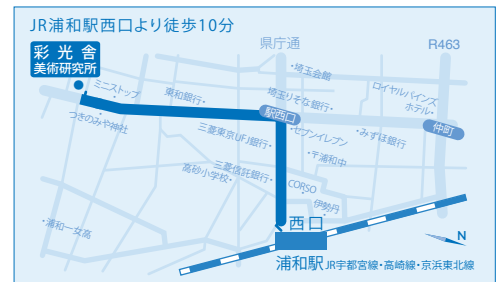 JR浦和駅西口より徒歩10分
県庁通
R463
彩光舎
美術研究所
・埼玉会館
ミニストップ
東和銀行・
埼玉りそな銀行・
ロイヤルパインズ
ホテル・
駅西口
仲町
つきのみや神社
三菱東京UFJ銀行・
・セブンイレブン
・みずほ銀行
・〒浦和中
高砂小学校・
三菱信託銀行・
CORSO
伊勢丹
・浦和一女高
西口
N
浦和駅 JR宇都宮線・高崎線・京浜東北線